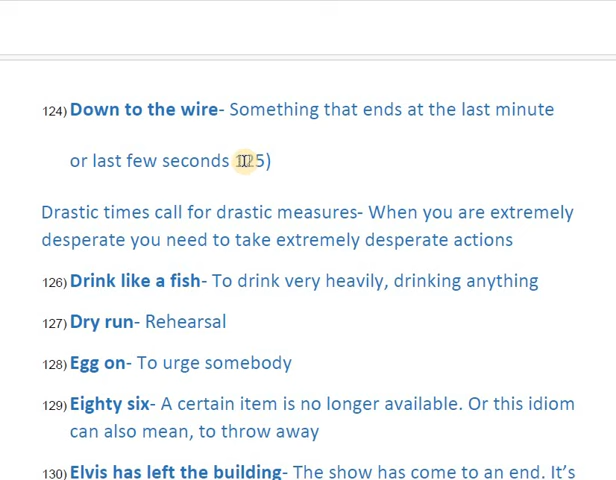 124) Down to the wire- Something that ends at the last minute
or last few seconds 125)
Drastic times call for drastic measures- When you are extremely
desperate you need to take extremely desperate actions
126) Drink like a fish- To drink very heavily, drinking anything
127) Dry run- Rehearsal
128) Egg on- To urge somebody
129) Eighty six- A certain item is no longer available. Or this idiom
can also mean, to throw away
130) Elvis has left the building- The show has come to an end. It’s